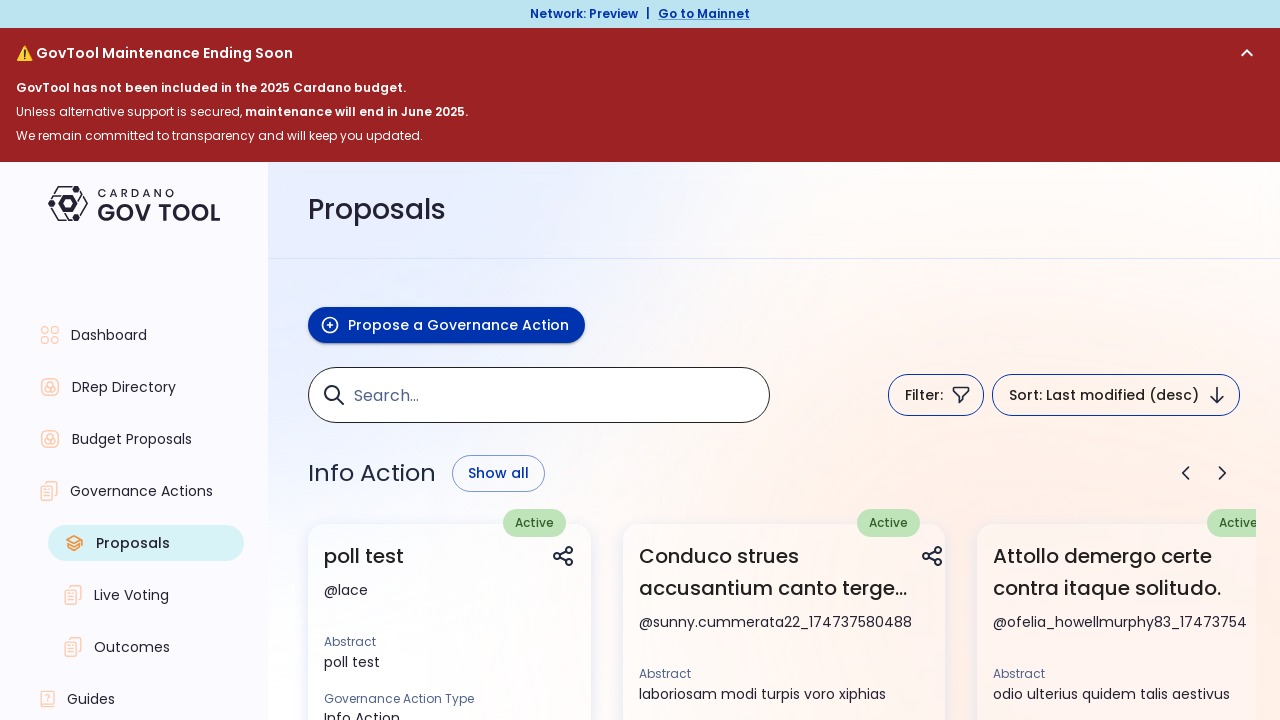 Network: Preview | Go to Mainnet
⚠️ GovTool Maintenance Ending Soon
GovTool has not been included in the 2025 Cardano budget.
Unless alternative support is secured, maintenance will end in June 2025.
We remain committed to transparency and will keep you updated.
CARDANO
GOV TOOL
Proposals
Dashboard
DRep Directory
Budget Proposals
Governance Actions
Proposals
Live Voting
Outcomes
Guides
Propose a Governance Action
Search...
Filter:
Sort: Last modified (desc)
Info Action
Show all
Active
poll test
@lace
Abstract
poll test
Governance Action Type
Info Action
Active
Conduco strues
accusantium canto terge...
@sunny.cummerata22_174737580488
Abstract
laboriosam modi turpis voro xiphias
Active
Attollo demergo certe
contra itaque solitudo.
@ofelia_howellmurphy83_17473754
Abstract
odio ulterius quidem talis aestivus